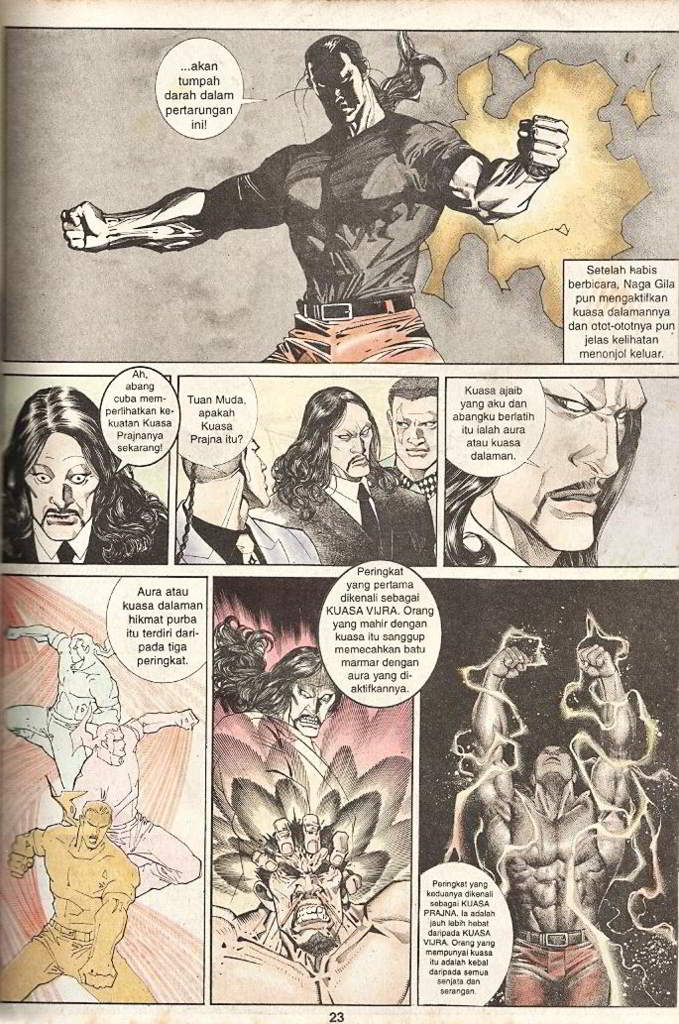 ...akan
tumpah
darah dalam
pertarungan
ini!
Setelah habis
berbicara, Naga Gila
pun mengaktifkan
kuasa dalamannya
dan otot-ototnya pun
jelas kelihatan
menonjol keluar.
Ah,
abang
cuba mem-
perlihatkan ke-
kuatan Kuasa
Prajnanya
sekarang!
Tuan Muda,
apakah
Kuasa
Prajna itu?
Kuasa ajaib
yang aku dan
abangku berlatih
itu ialah aura
atau kuasa
dalaman.
Aura atau
kuasa dalaman
hikmat purba
itu terdiri dari-
pada tiga
peringkat.
Peringkat
yang pertama
dikenali sebagai
KUASA VIJRA. Orang
yang mahir dengan
kuasa itu sanggup
memecahkan batu
marmar dengan
aura yang di-
aktifkannya.
Peringkat yang
keduanya dikenali
sebagai KUASA
PRAJNA. Ia adalah
jauh lebih hebat
daripada KUASA
VIJRA. Orang yang
mempunyai kuasa
itu adalah kebal
daripada semua
senjata dan
serangan.
23